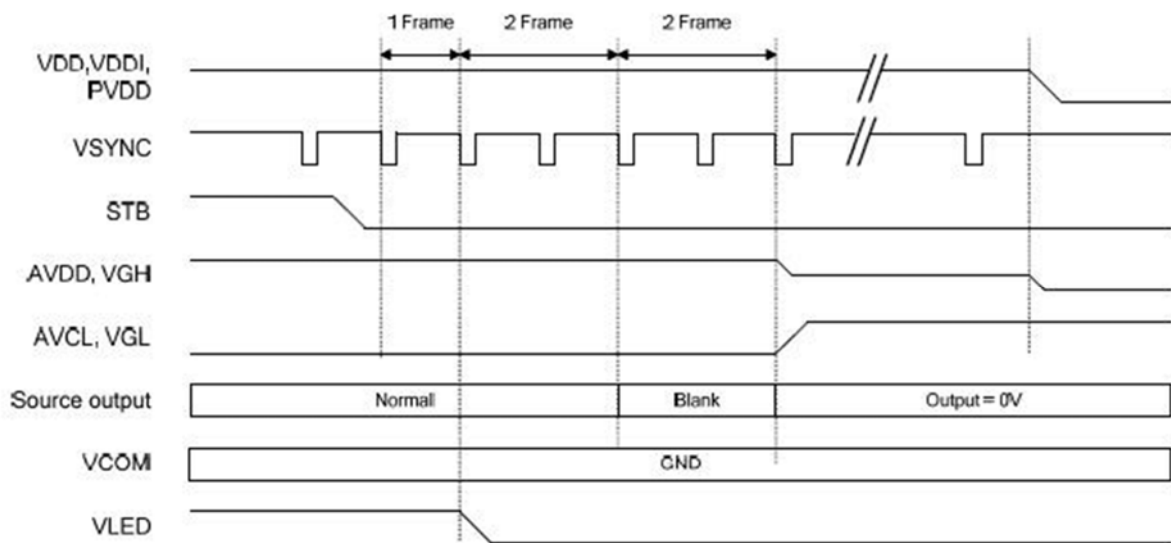 1 Frame 2 Frame 2 Frame
VDD,VDDI,
PVDD
VSYNC
STB
AVDD, VGH
AVCL, VGL
Source output Normall Blank Output = 0V
VCOM GND
VLED